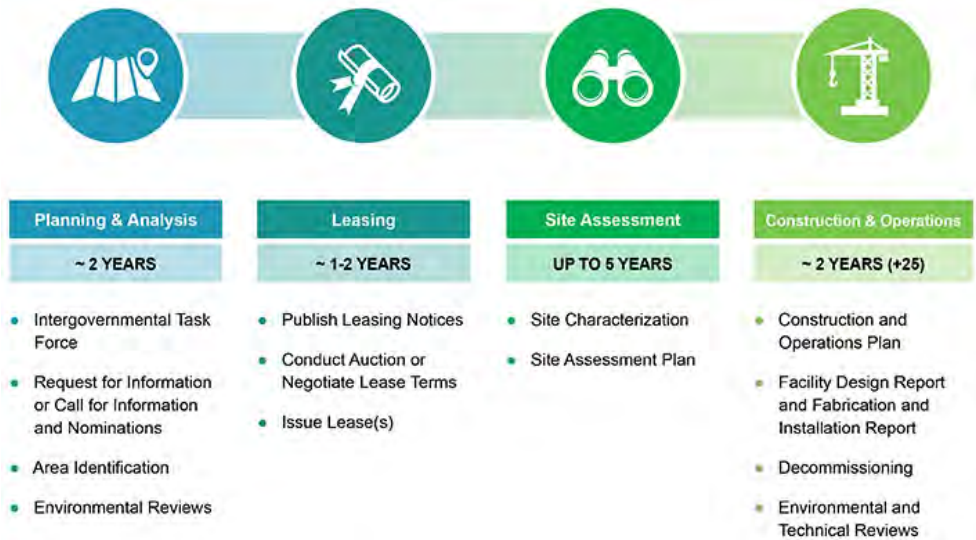 Planning & Analysis
~ 2 YEARS
• Intergovernmental Task
Force
• Request for Information
or Call for Information
and Nominations
• Area Identification
• Environmental Reviews
Leasing
~ 1-2 YEARS
• Publish Leasing Notices
• Conduct Auction or
Negotiate Lease Terms
• Issue Lease(s)
Site Assessment
UP TO 5 YEARS
• Site Characterization
• Site Assessment Plan
Construction & Operations
~ 2 YEARS (+25)
• Construction and
Operations Plan
• Facility Design Report
and Fabrication and
Installation Report
• Decommissioning
• Environmental and
Technical Reviews